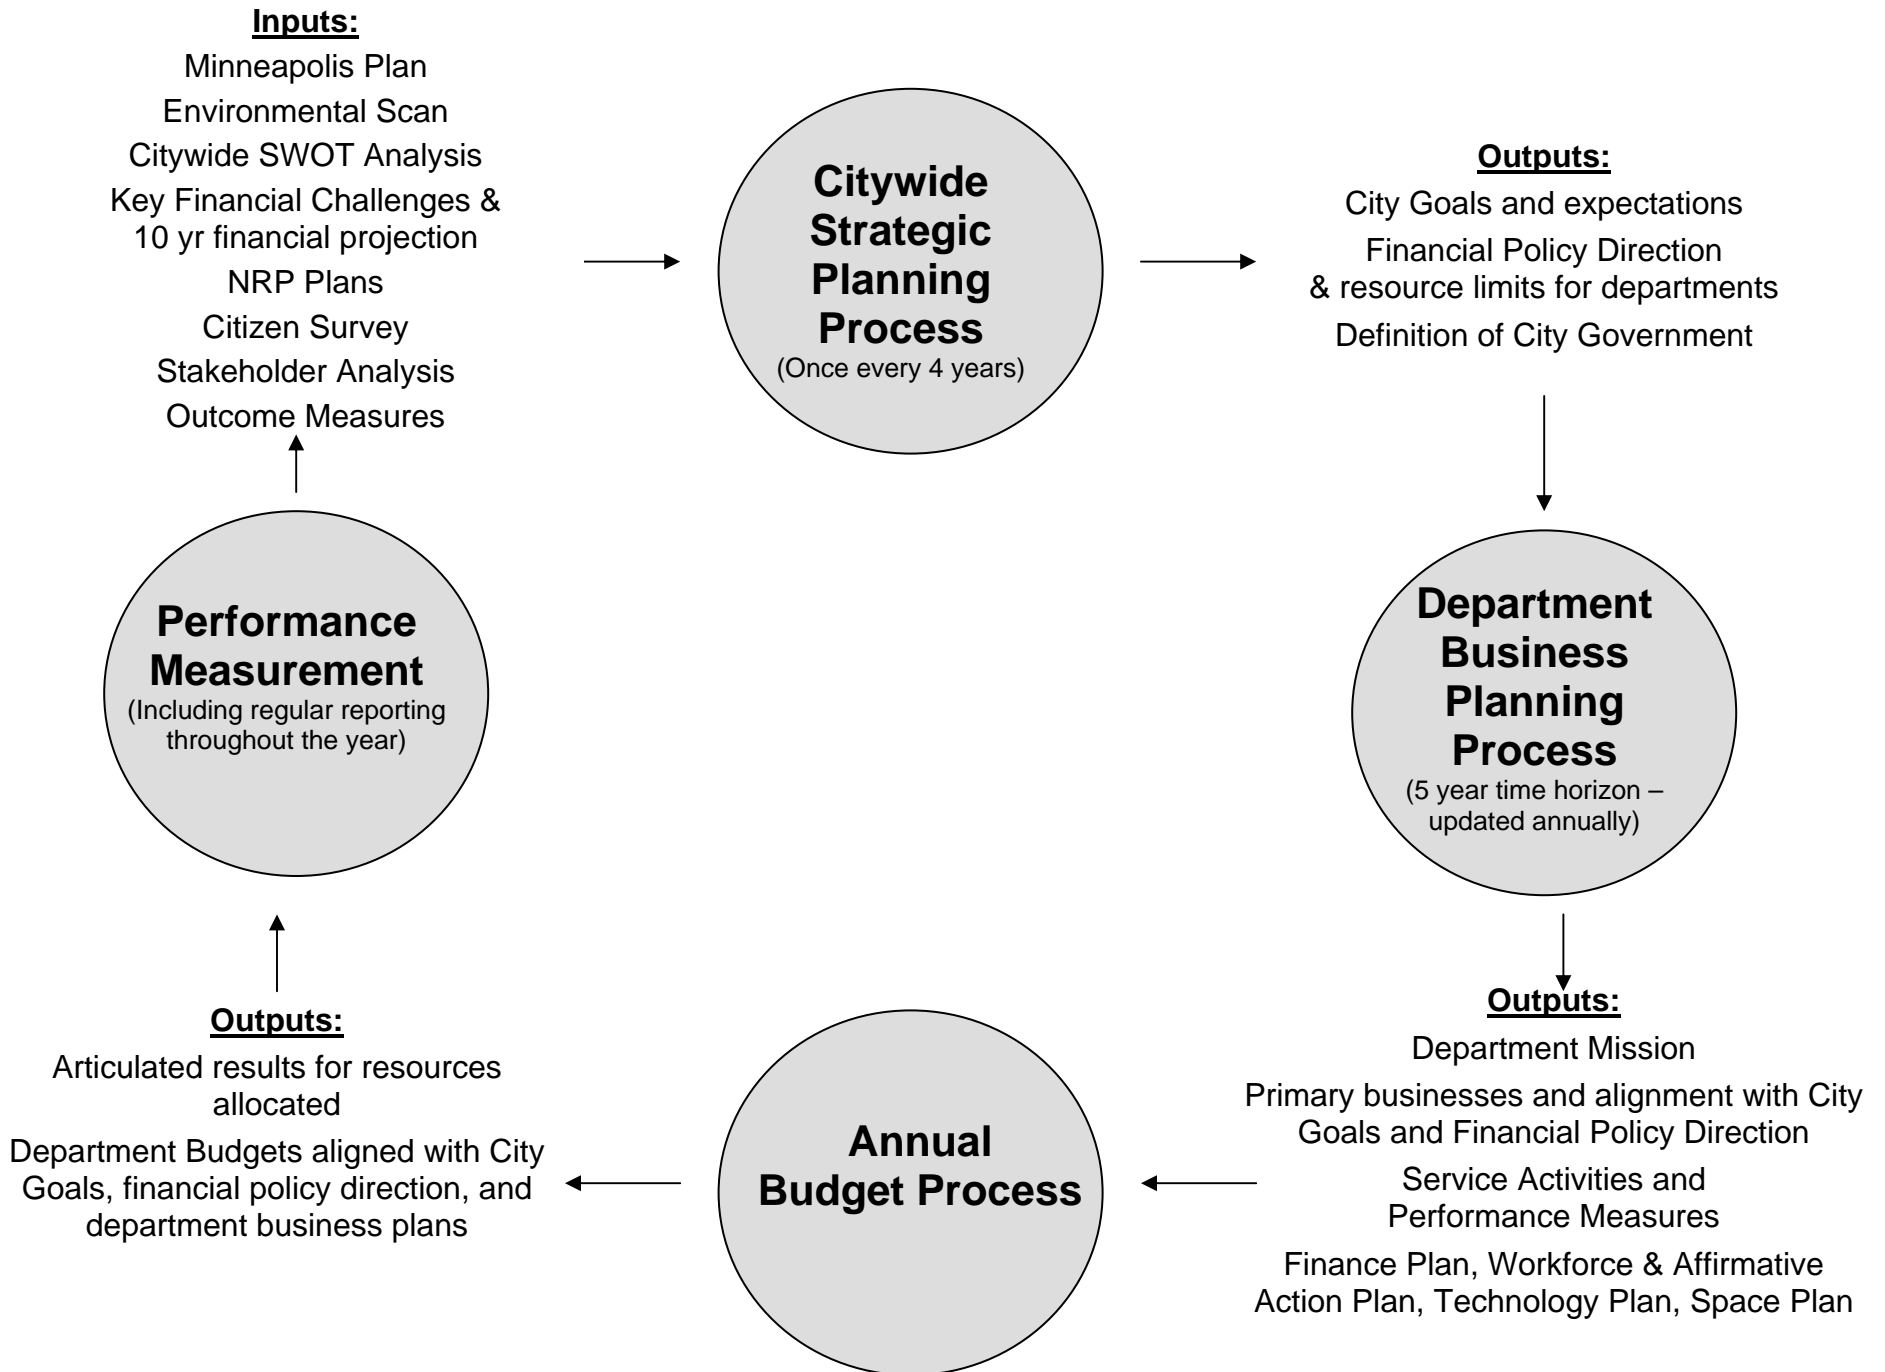 Inputs:
Minneapolis Plan
Environmental Scan
Citywide SWOT Analysis
Key Financial Challenges &
10 yr financial projection
NRP Plans
Citizen Survey
Stakeholder Analysis
Outcome Measures
Citywide
Strategic
Planning
Process
(Once every 4 years)
Outputs:
City Goals and expectations
Financial Policy Direction
& resource limits for departments
Definition of City Government
Department
Business
Planning
Process
(5 year time horizon –
updated annually)
Outputs:
Department Mission
Primary businesses and alignment with City
Goals and Financial Policy Direction
Service Activities and
Performance Measures
Finance Plan, Workforce & Affirmative
Action Plan, Technology Plan, Space Plan
Annual
Budget Process
Outputs:
Articulated results for resources
allocated
Department Budgets aligned with City
Goals, financial policy direction, and
department business plans
Performance
Measurement
(Including regular reporting
throughout the year)